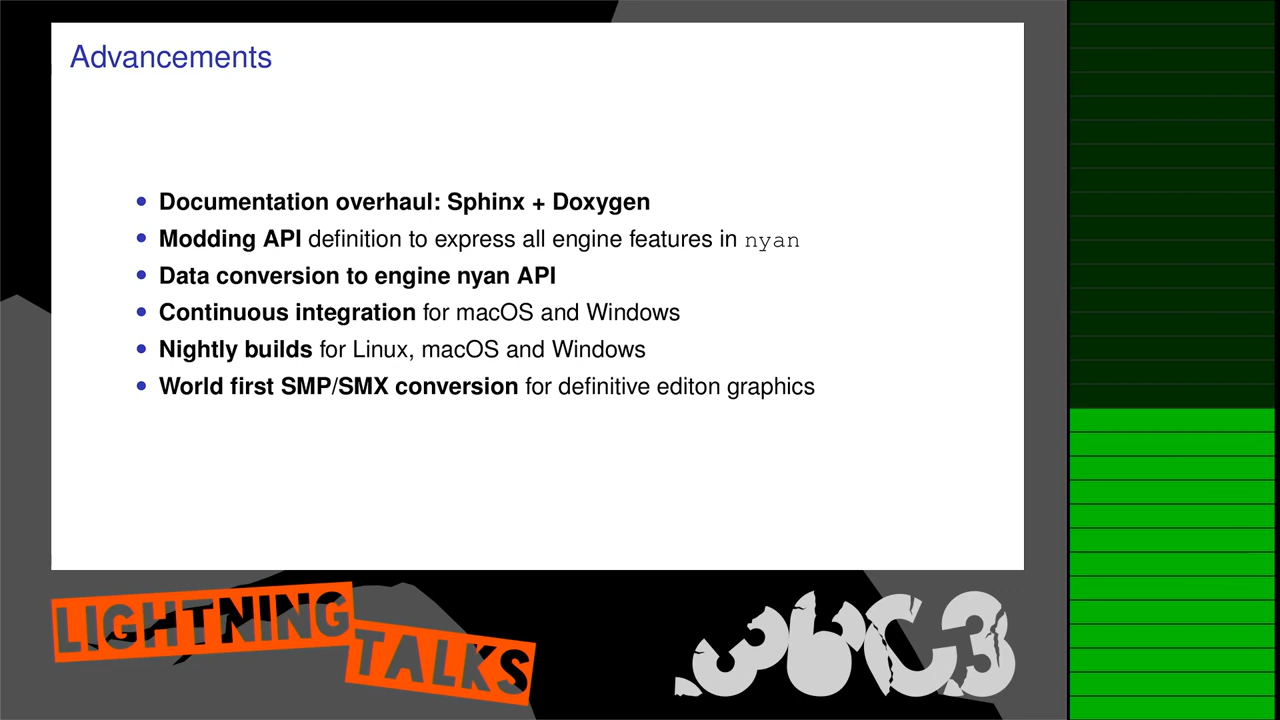 Advancements
• Documentation overhaul: Sphinx + Doxygen
• Modding API definition to express all engine features in nyan
• Data conversion to engine nyan API
• Continuous integration for macOS and Windows
• Nightly builds for Linux, macOS and Windows
• World first SMP/SMX conversion for definitive editon graphics
LIGHTNING
TALKS
36C3